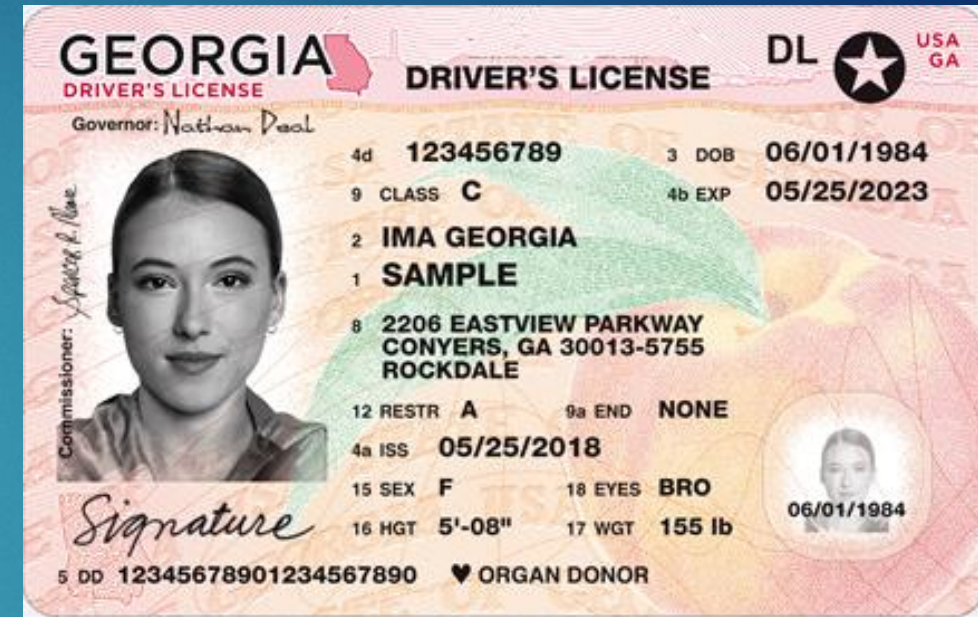 GEORGIA
DRIVER'S LICENSE
DRIVER'S LICENSE
DL
USA
GA
Governor: Nathan Deal
4d 123456789 3 DOB 06/01/1984
9 CLASS C 4b EXP 05/25/2023
2 IMA GEORGIA
1 SAMPLE
8 2206 EASTVIEW PARKWAY
CONYERS, GA 30013-5755
ROCKDALE
12 RESTR A 9a END NONE
4a ISS 05/25/2018
15 SEX F 18 EYES BRO
16 HGT 5'-08" 17 WGT 155 lb
5 DD 12345678901234567890 ♥ ORGAN DONOR
Commissioner:
Signature
06/01/1984